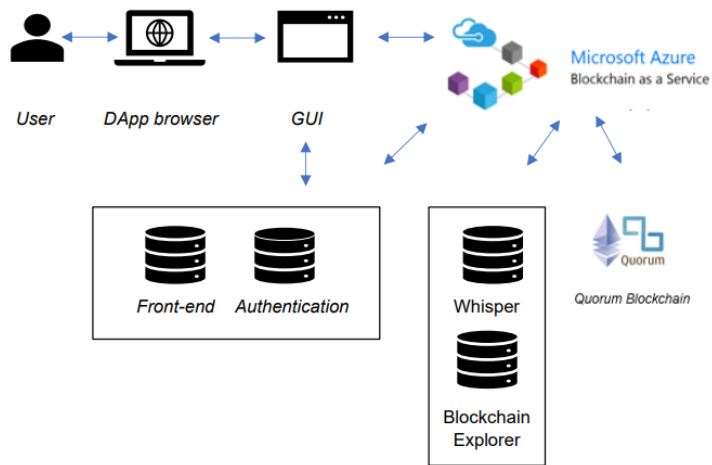 Microsoft Azure
Blockchain as a Service
User
DApp browser
GUI
Quorum
Front-end
Authentication
Whisper
Quorum Blockchain
Blockchain
Explorer